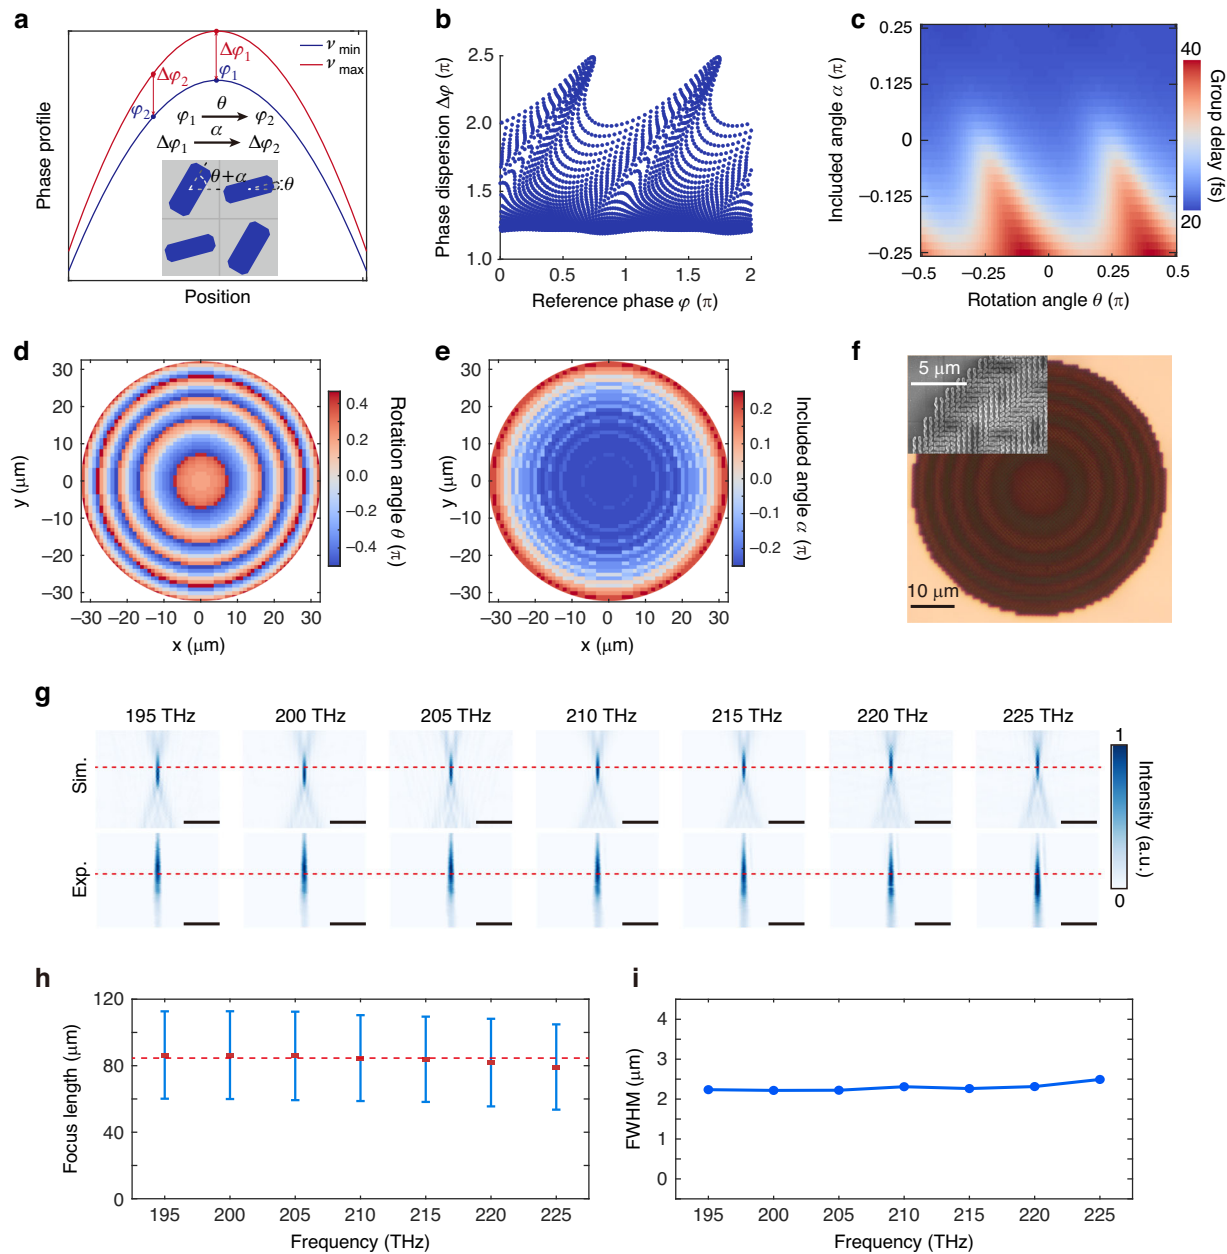 a
Phase profile
Position
ν min
ν max
Δφ1
Δφ2
φ1
φ2
θ
φ1 → φ2
α
Δφ1 → Δφ2
θ+α
θ
b
Phase dispersion Δφ (π)
2.5
2.0
1.5
1.0
0
0.5
1
1.5
2
Reference phase φ (π)
c
Included angle α (π)
0.25
0.125
0
−0.125
−0.25
−0.5
−0.25
0
0.25
0.5
Rotation angle θ (π)
40
20
Group delay (fs)
d
y (μm)
30
20
10
0
−10
−20
−30
−30 −20 −10 0 10 20 30
x (μm)
0.4
0.2
0.0
−0.2
−0.4
Rotation angle θ (π)
e
y (μm)
30
20
10
0
−10
−20
−30
−30 −20 −10 0 10 20 30
x (μm)
0.2
0.1
0.0
−0.1
−0.2
Included angle α (π)
f
5 μm
10 μm
g
195 THz 200 THz 205 THz 210 THz 215 THz 220 THz 225 THz
Sim.
Exp.
1
0
Intensity (a.u.)
h
Focus length (μm)
120
80
40
0
195 200 205 210 215 220 225
Frequency (THz)
i
FWHM (μm)
4
3
2
1
0
195 200 205 210 215 220 225
Frequency (THz)